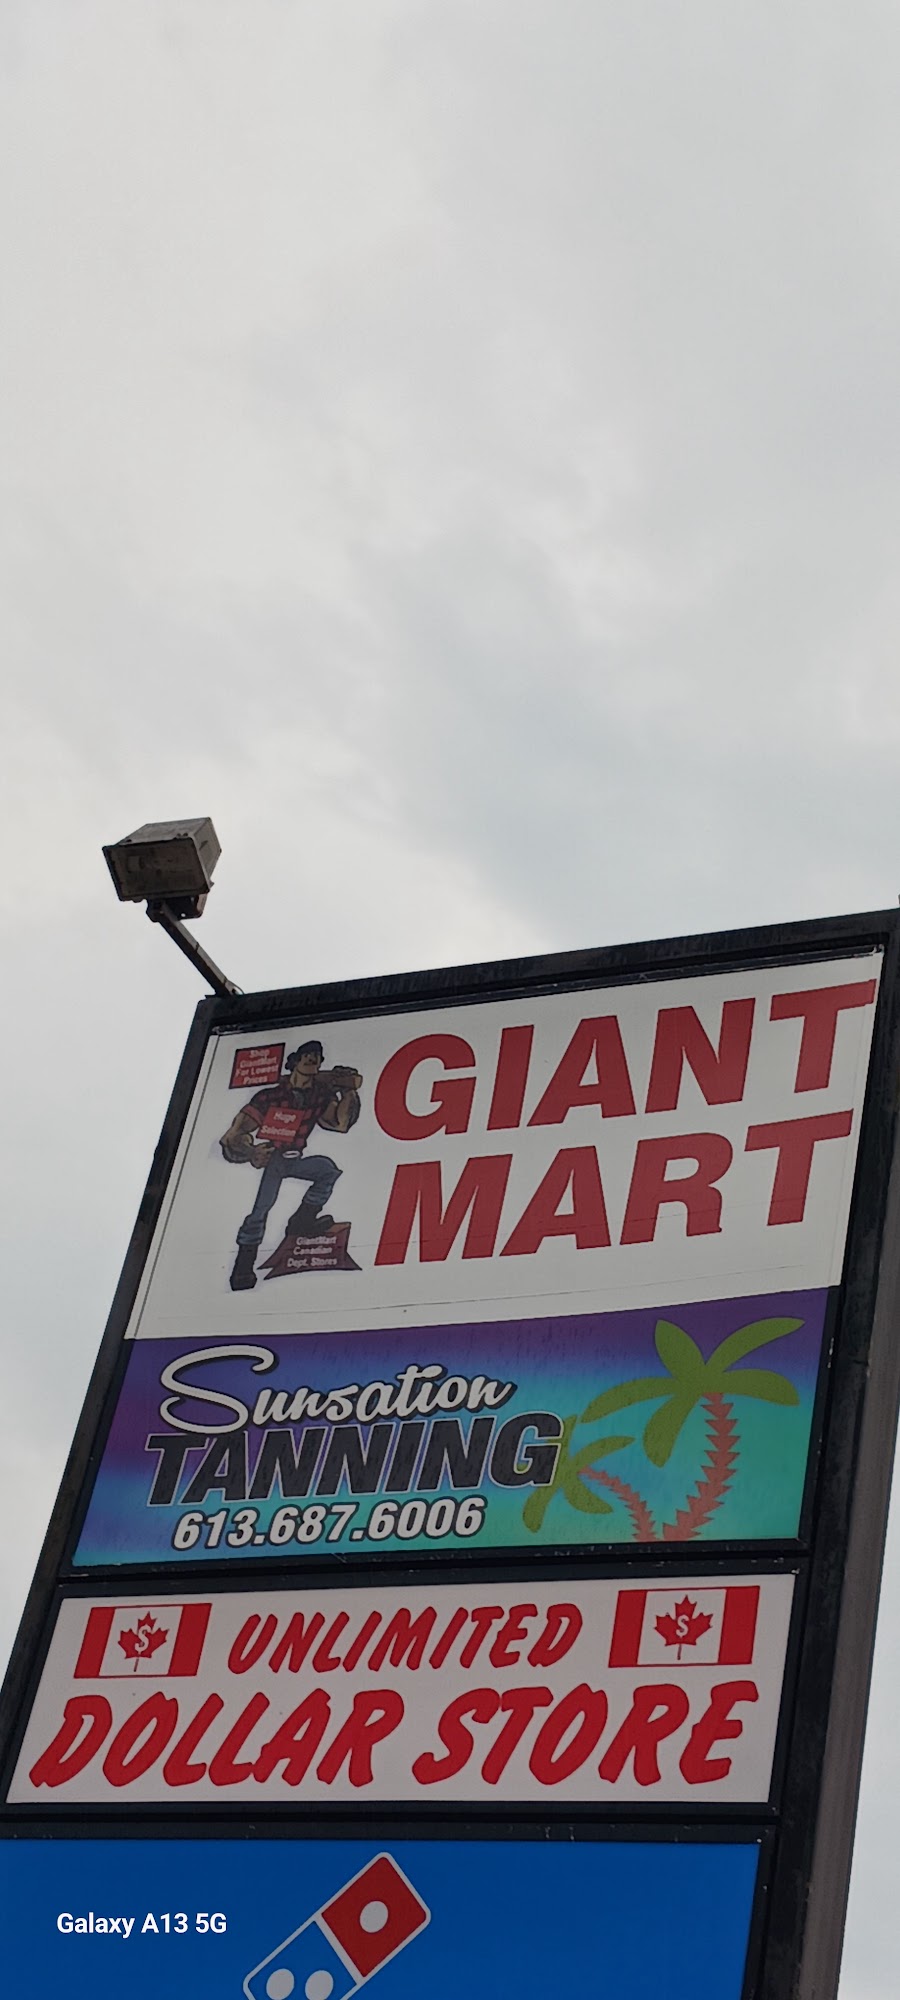 Shop
GiantMart
For Lowest
Prices
Huge
Selection
GiantMart
Canadian
Dept. Stores
GIANT
MART
Sunsation
TANNING
613.687.6006
$ UNLIMITED $
DOLLAR STORE
Galaxy A13 5G